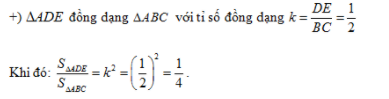 +) ΔADE đồng dạng ΔABC với tỉ số đồng dạng k = DE/BC = 1/2
Khi đó: S_ΔADE/S_ΔABC = k² = (1/2)² = 1/4.